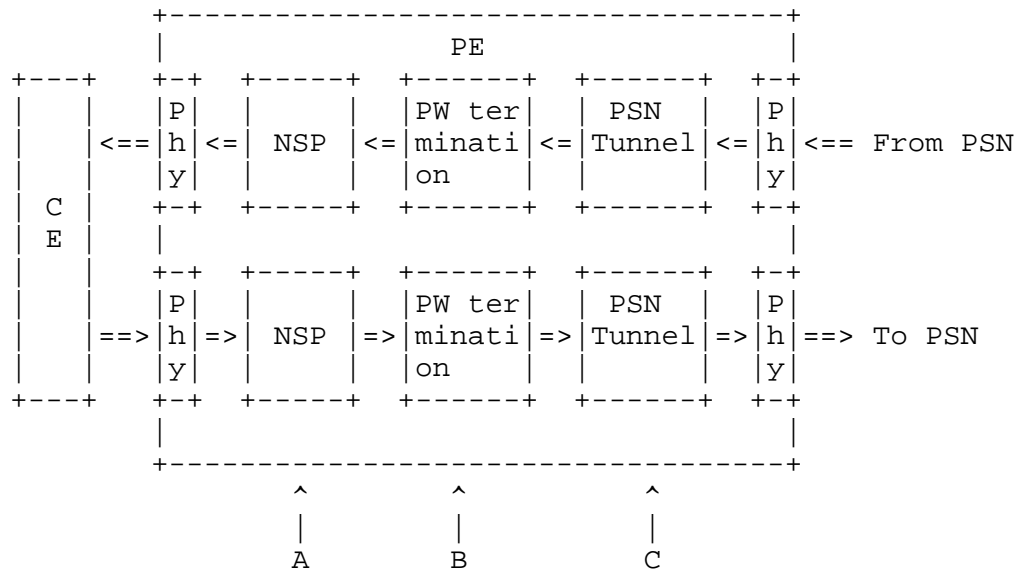 PE
P PW ter PSN P
<== h <= NSP <= minati <= Tunnel <= h <== From PSN
y on y
C
E
P PW ter PSN P
==> h => NSP => minati => Tunnel => h ==> To PSN
y on y
A B C